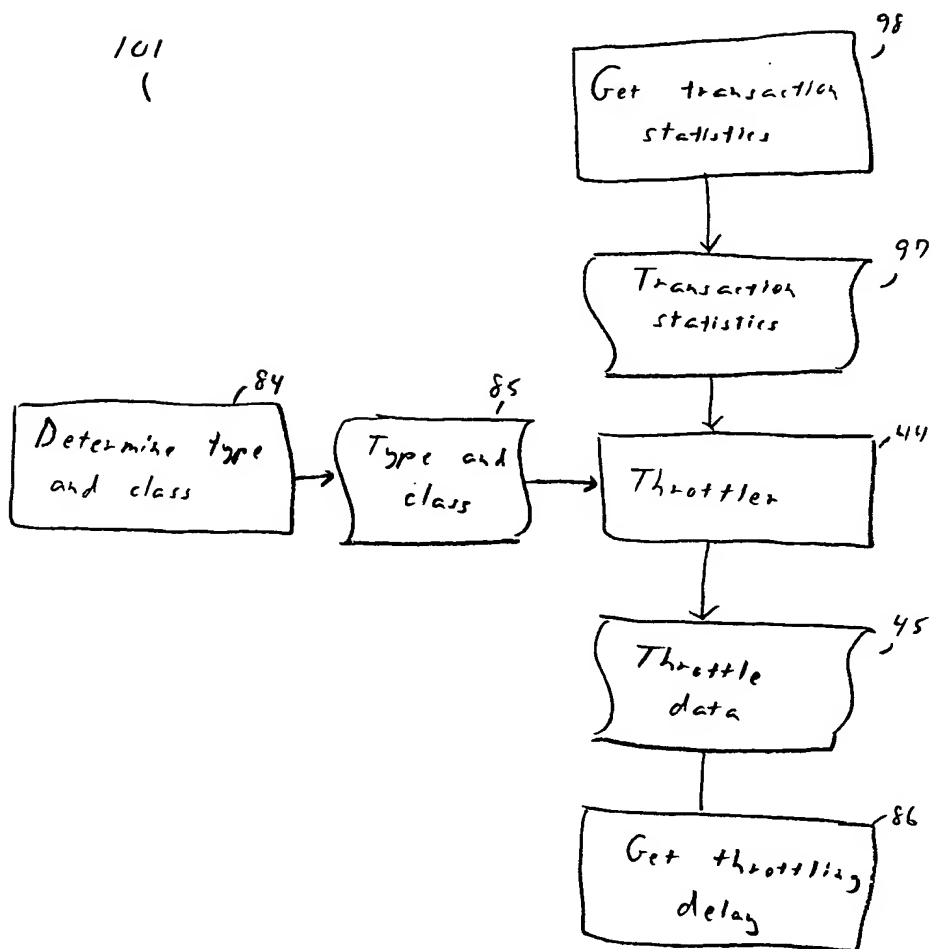 101
98
Get transaction
statistics
97
Transaction
statistics
84
Determine type
and class
85
Type and
class
44
Throttler
45
Throttle
data
86
Get throttling
delay